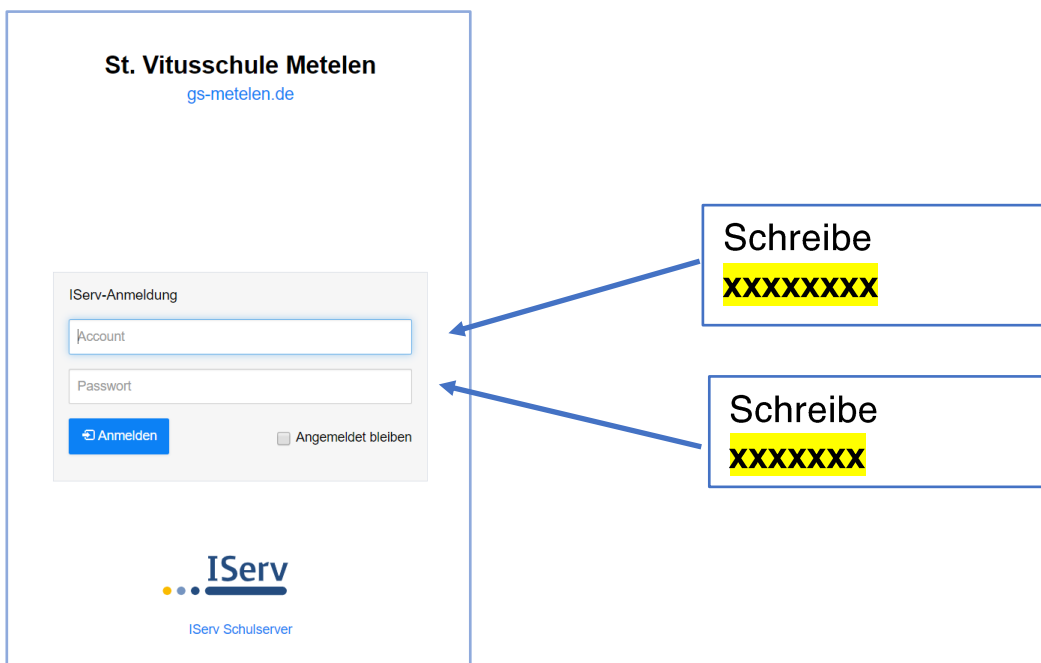 St. Vitusschule Metelen
gs-metelen.de
IServ-Anmeldung
Account
Passwort
Anmelden
Angemeldet bleiben
IServ
IServ Schulserver
Schreibe
xxxxxxxx
Schreibe
xxxxxxx